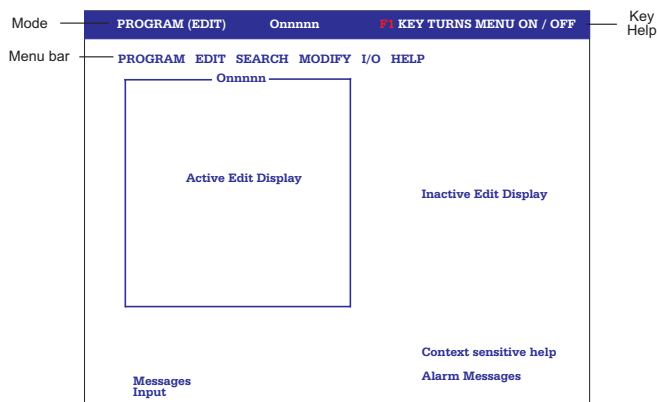 Mode
PROGRAM (EDIT) Onnnnn F1 KEY TURNS MENU ON / OFF
Key
Help
Menu bar
PROGRAM EDIT SEARCH MODIFY I/O HELP
Onnnnn
Active Edit Display
Inactive Edit Display
Context sensitive help
Alarm Messages
Messages
Input